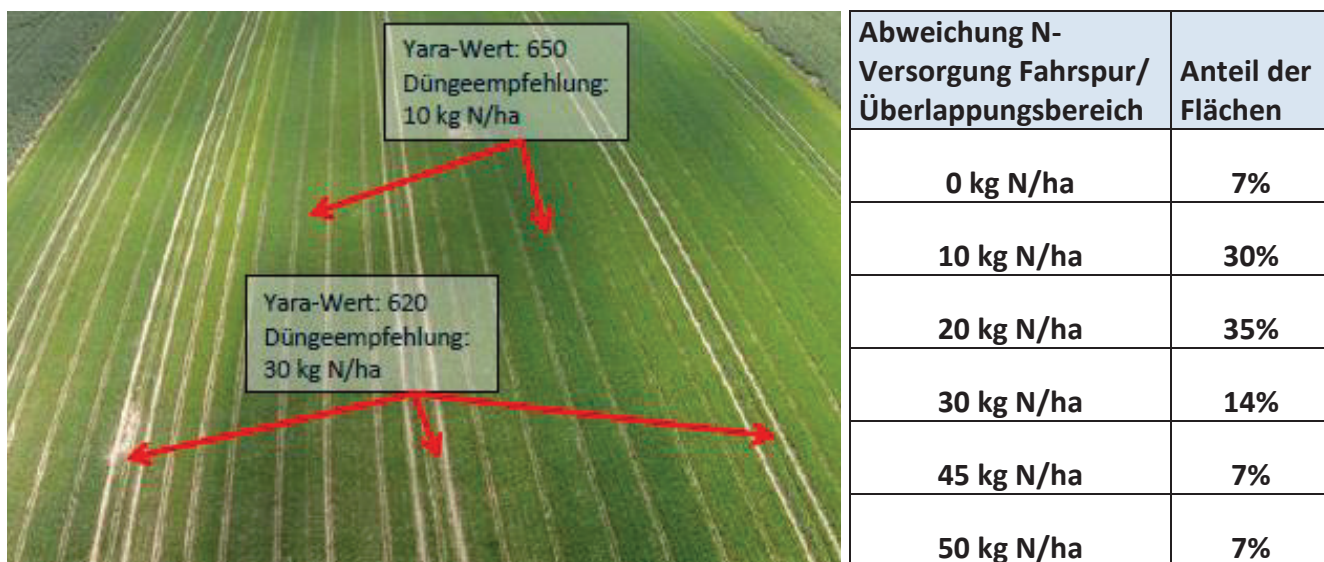 Yara-Wert: 650
Düngeempfehlung:
10 kg N/ha
Yara-Wert: 620
Düngeempfehlung:
30 kg N/ha
Abweichung N-
Versorgung Fahrspur/
Überlappungsbereich
Anteil der
Flächen
0 kg N/ha 7%
10 kg N/ha 30%
20 kg N/ha 35%
30 kg N/ha 14%
45 kg N/ha 7%
50 kg N/ha 7%